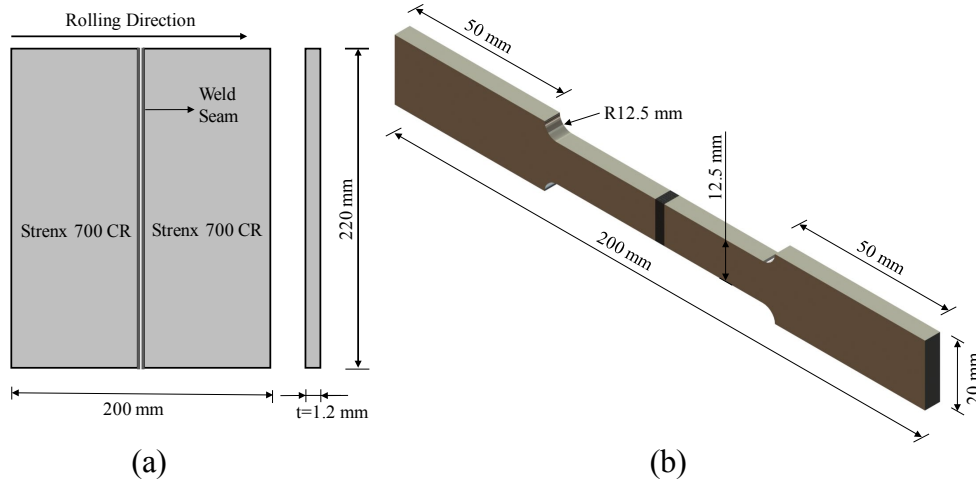 Rolling Direction
Weld
Seam
Strenx 700 CR
Strenx 700 CR
220 mm
200 mm
t=1.2 mm
(a)
50 mm
R12.5 mm
12.5 mm
200 mm
50 mm
20 mm
(b)